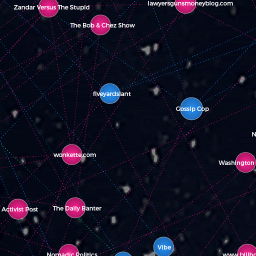 Zandar Versus The Stupid
lawyersgunsmoneyblog.com
The Bob & Chez Show
fiveyardslant
Gossip Cop
N
wonkette.com
Washington
Activist Post
The Daily Banter
Vibe
Nomadic Politics
www.billbo